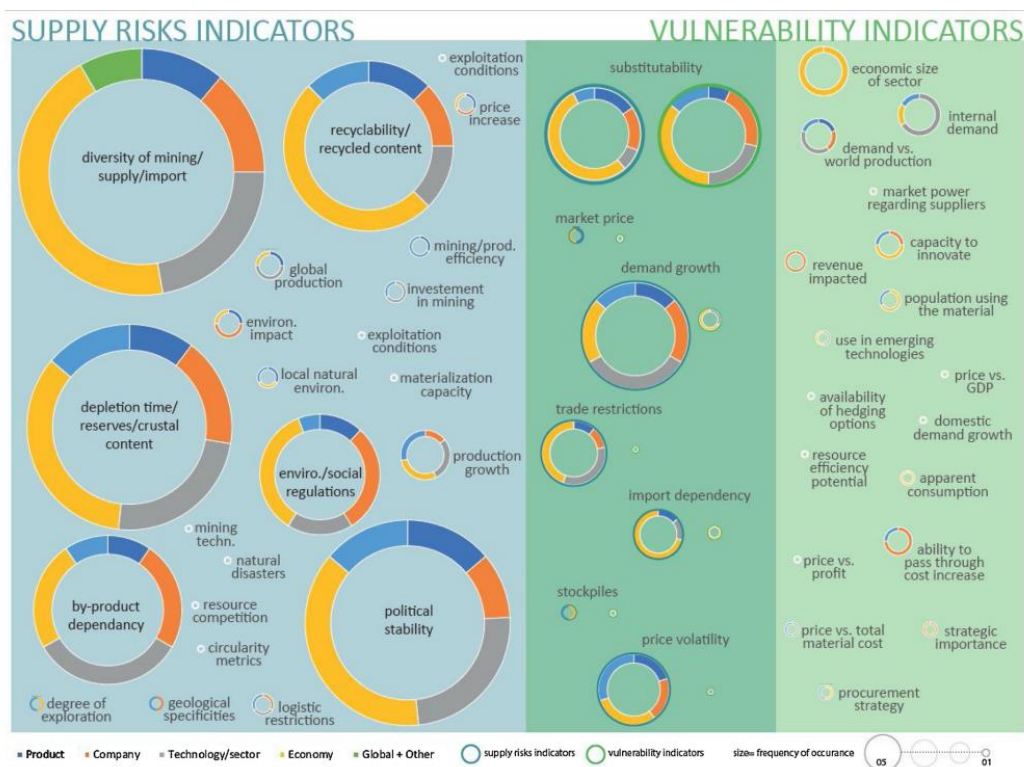 SUPPLY RISKS INDICATORS
VULNERABILITY INDICATORS
diversity of mining/
supply/import
recyclability/
recycled content
exploitation
conditions
price
increase
global
production
mining/prod.
efficiency
investement
in mining
environ.
impact
exploitation
conditions
local natural
environ.
materialization
capacity
depletion time/
reserves/crustal
content
enviro./social
regulations
production
growth
mining
techn.
natural
disasters
by-product
dependancy
resource
competition
circularity
metrics
political
stability
degree of
exploration
geological
specificities
logistic
restrictions
substitutability
market price
demand growth
trade restrictions
import dependency
stockpiles
price volatility
economic size
of sector
internal
demand
demand vs.
world production
market power
regarding suppliers
capacity to
innovate
revenue
impacted
population using
the material
use in emerging
technologies
price vs.
GDP
availability
of hedging
options
domestic
demand growth
resource
efficiency
potential
apparent
consumption
price vs.
profit
ability to
pass through
cost increase
price vs. total
material cost
strategic
importance
procurement
strategy
Product
Company
Technology/sector
Economy
Global + Other
supply risks indicators
vulnerability indicators
size= frequency of occurance
05
01